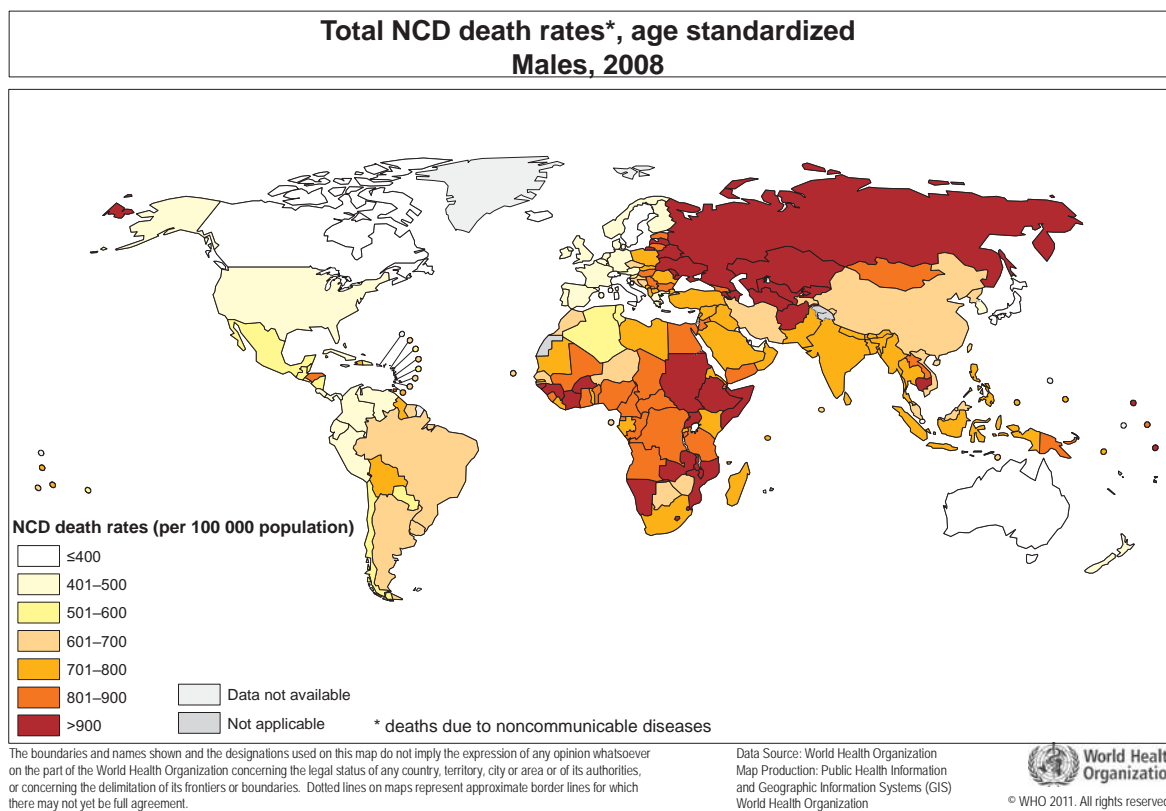 Total NCD death rates*, age standardized
Males, 2008
NCD death rates (per 100 000 population)
≤400
401–500
501–600
601–700
701–800
801–900
>900
Data not available
Not applicable
* deaths due to noncommunicable diseases
The boundaries and names shown and the designations used on this map do not imply the expression of any opinion whatsoever
on the part of the World Health Organization concerning the legal status of any country, territory, city or area or of its authorities,
or concerning the delimitation of its frontiers or boundaries. Dotted lines on maps represent approximate border lines for which
there may not yet be full agreement.
Data Source: World Health Organization
Map Production: Public Health Information
and Geographic Information Systems (GIS)
World Health Organization
World Health
Organization
© WHO 2011. All rights reserved